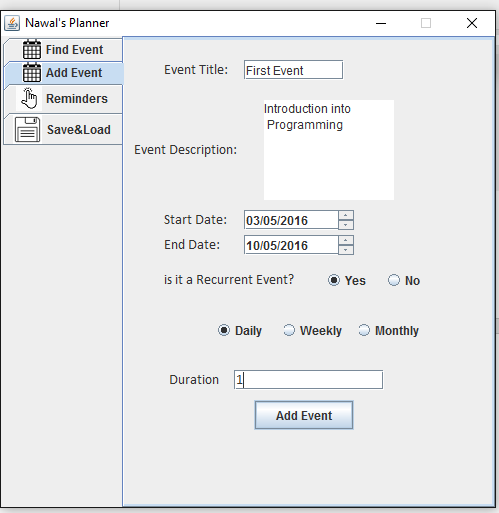 Nawal's Planner
Find Event
Add Event
Reminders
Save&Load
Event Title: First Event
Event Description:
Introduction into
Programming
Start Date: 03/05/2016
End Date: 10/05/2016
is it a Recurrent Event? Yes No
Daily Weekly Monthly
Duration 1
Add Event